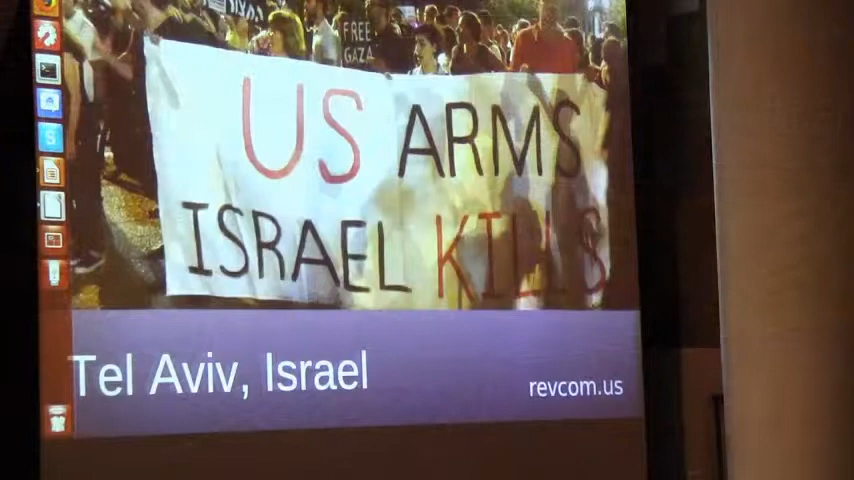 FREE
GAZA
US ARMS
ISRAEL KILLS
Tel Aviv, Israel
revcom.us